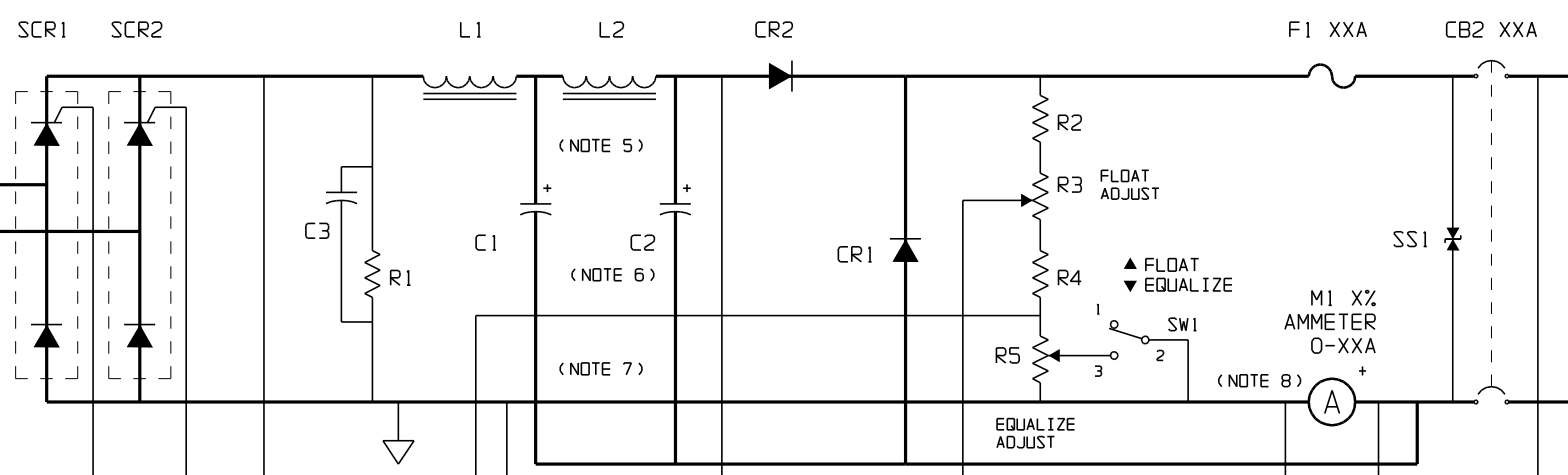 SCR1 SCR2 L1 L2 CR2 F1 XXA CB2 XXA
R2
(NOTE 5)
R3 FLOAT
ADJUST
+ +
C3 C1 C2 CR1 SS1
▲ FLOAT
▼ EQUALIZE
(NOTE 6)
R1 R4
M1 X%
AMMETER
0-XXA
1 SW1
R5 2
3
(NOTE 7)
(NOTE 8) +
A
EQUALIZE
ADJUST